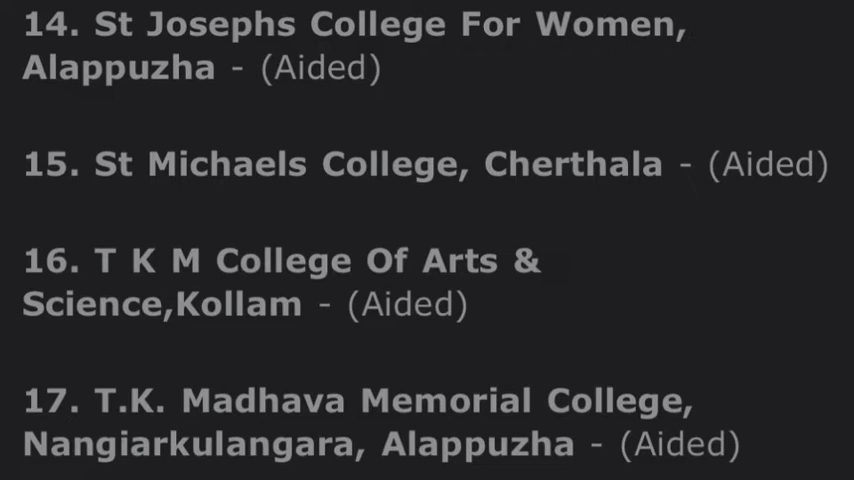 14. St Josephs College For Women,
Alappuzha - (Aided)
15. St Michaels College, Cherthala - (Aided)
16. T K M College Of Arts &
Science,Kollam - (Aided)
17. T.K. Madhava Memorial College,
Nangiarkulangara, Alappuzha - (Aided)